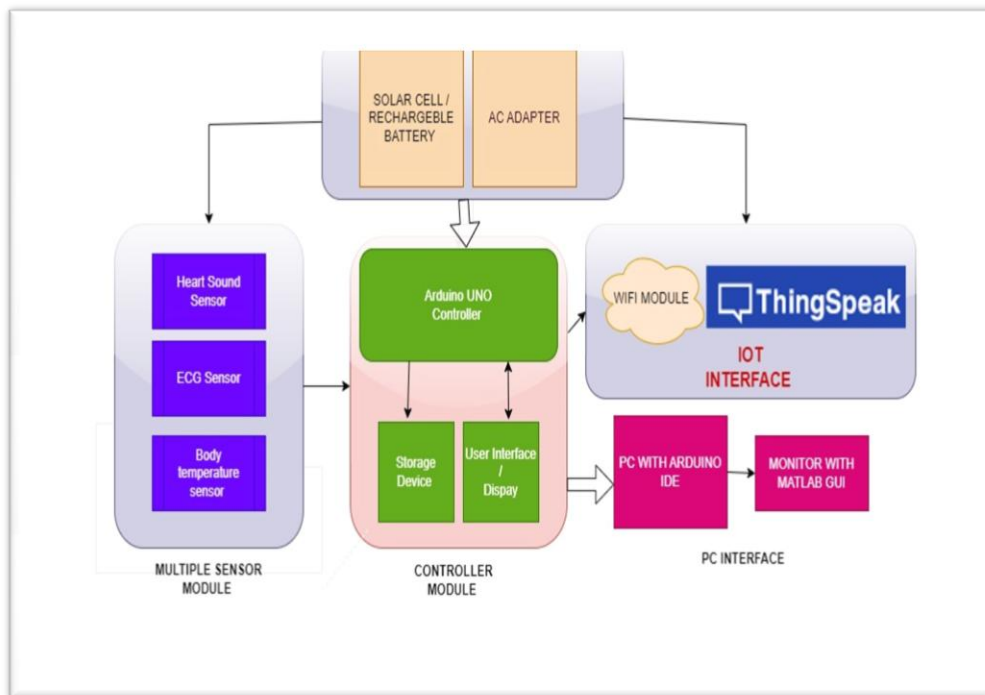 SOLAR CELL /
RECHARGEBLE
BATTERY
AC ADAPTER
Heart Sound
Sensor
ECG Sensor
Body
temperature
sensor
MULTIPLE SENSOR
MODULE
Arduino UNO
Controller
Storage
Device
User Interface
/
Dispay
CONTROLLER
MODULE
WIFI MODULE
ThingSpeak
IOT
INTERFACE
PC WITH ARDUINO
IDE
MONITOR WITH
MATLAB GUI
PC INTERFACE